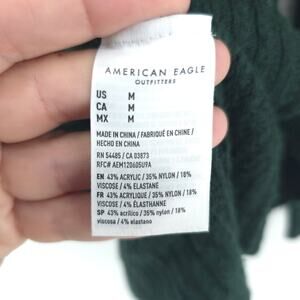 AMERICAN EAGLE
OUTFITTERS
US M
CA M
MX M
MADE IN CHINA / FABRIQUÉ EN CHINE /
HECHO EN CHINA
RN 54485 / CA 03873
RFC# AEM120605U9A
EN 43% ACRYLIC / 35% NYLON / 18%
VISCOSE / 4% ELASTANE
FR 43% ACRYLIQUE / 35% NYLON / 18%
VISCOSE / 4% ÉLASTHANNE
SP 43% acrílico / 35% nylon / 18%
viscosa / 4% elastano